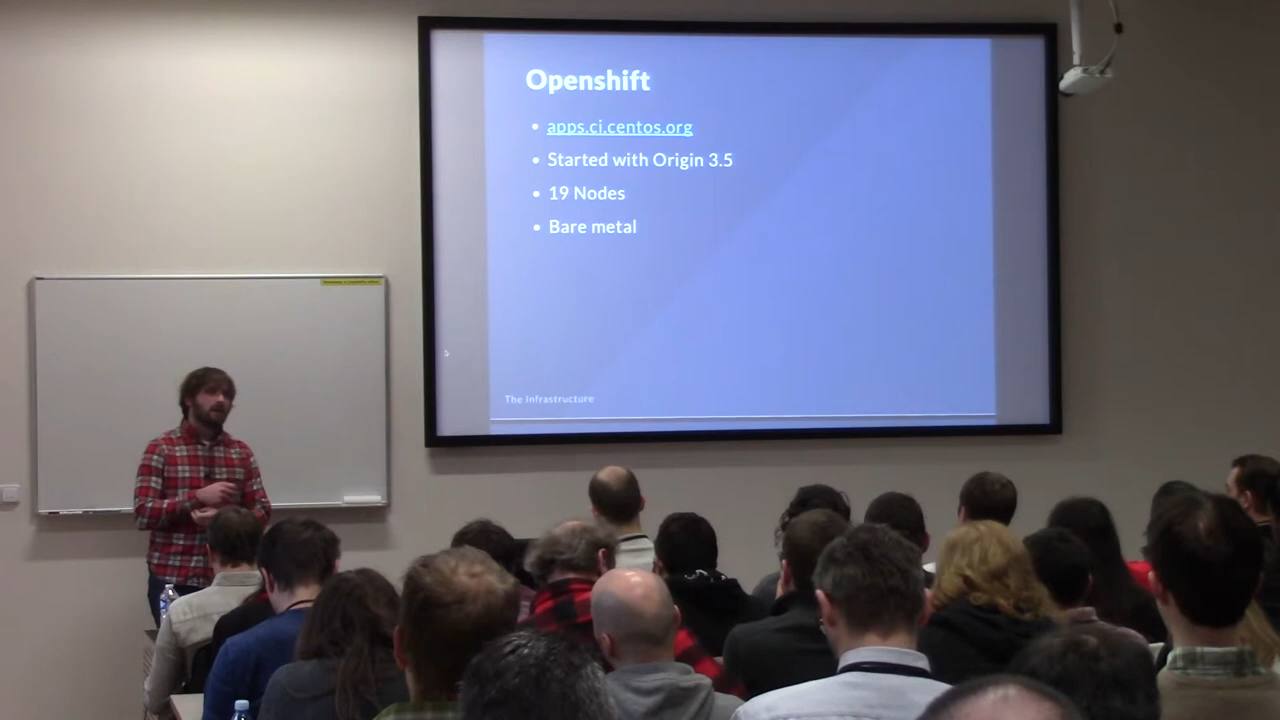 Openshift
apps.ci.centos.org
Started with Origin 3.5
19 Nodes
Bare metal
The Infrastructure